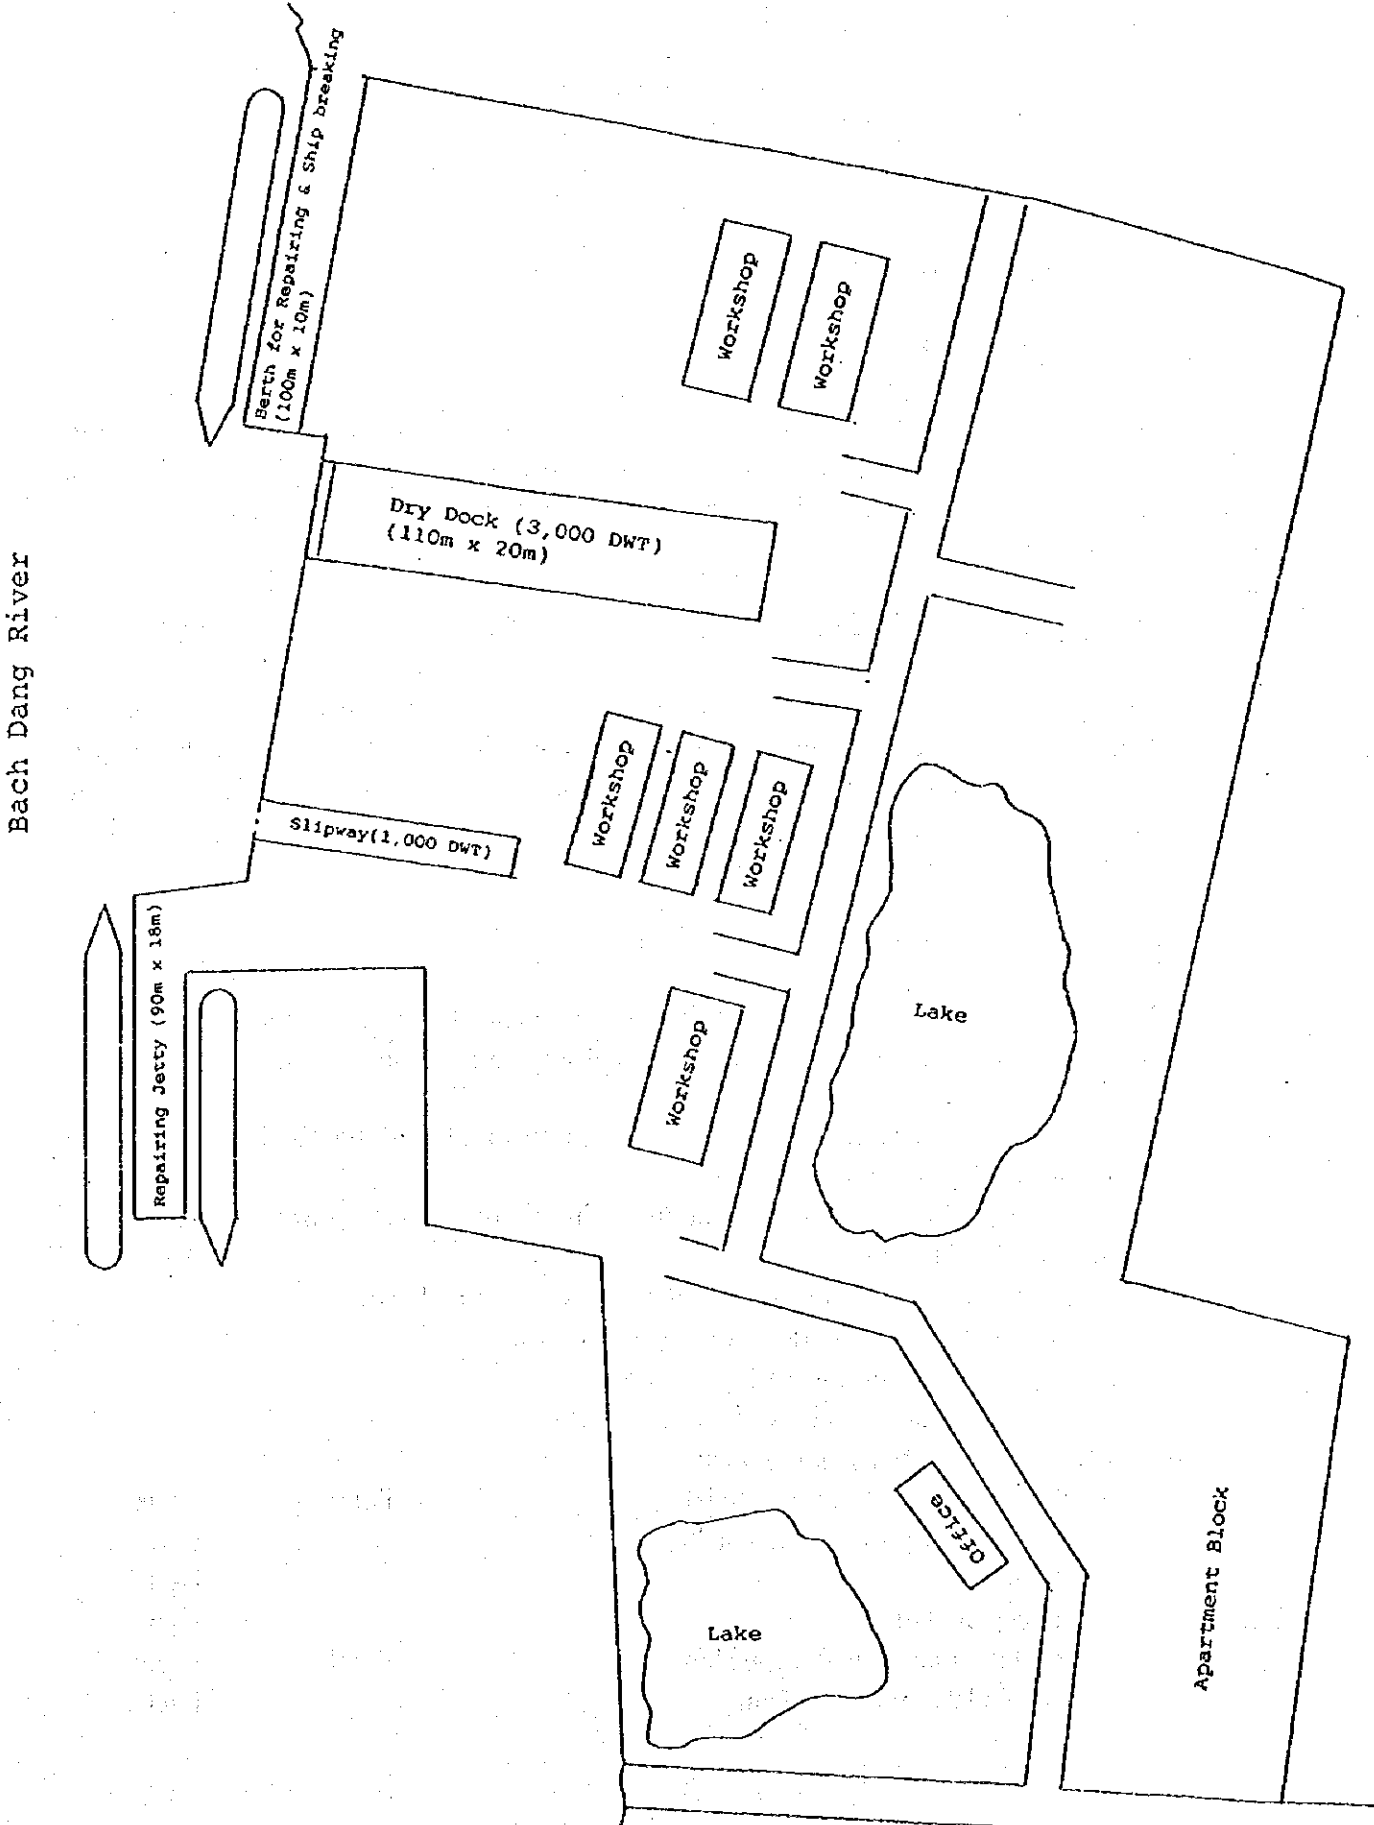 Bach Dang River
Berth for Repairing & Ship breaking
(100m x 10m)
Workshop
Workshop
Dry Dock (3,000 DWT)
(110m x 20m)
Workshop
Workshop
Workshop
Slipway(1,000 DWT)
Repairing Jetty (90m x 18m)
Workshop
Lake
Office
Lake
Apartment Block